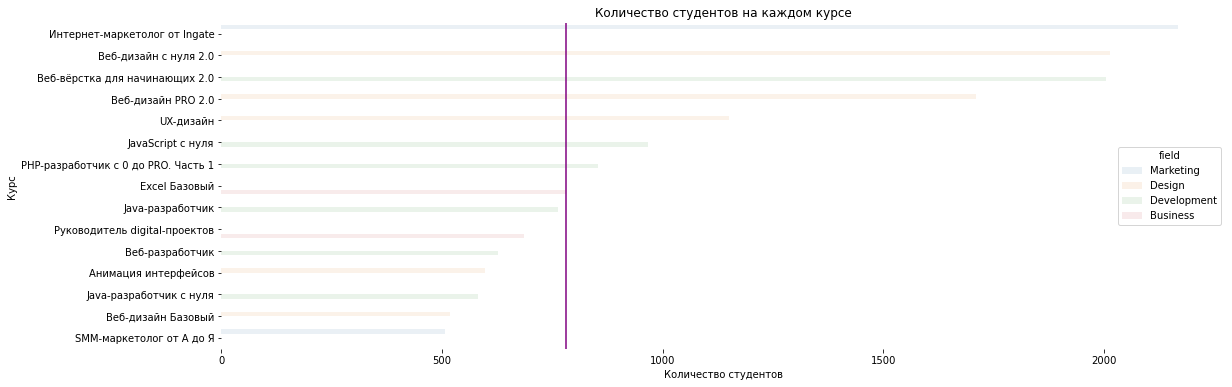 Количество студентов на каждом курсе
Курс
Интернет-маркетолог от Ingate
Веб-дизайн с нуля 2.0
Веб-вёрстка для начинающих 2.0
Веб-дизайн PRO 2.0
UX-дизайн
JavaScript с нуля
PHP-разработчик с 0 до PRO. Часть 1
Excel Базовый
Java-разработчик
Руководитель digital-проектов
Веб-разработчик
Анимация интерфейсов
Java-разработчик с нуля
Веб-дизайн Базовый
SMM-маркетолог от А до Я
field
Marketing
Design
Development
Business
0 500 1000 1500 2000
Количество студентов